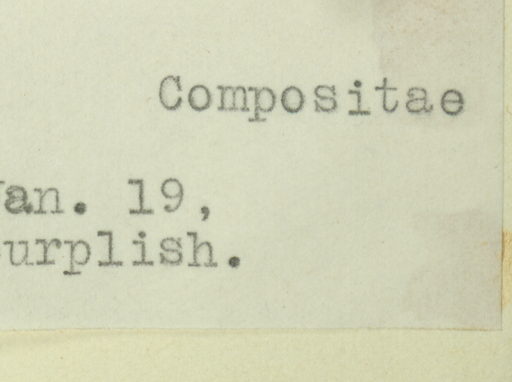 Compositae
an. 19,
urplish.